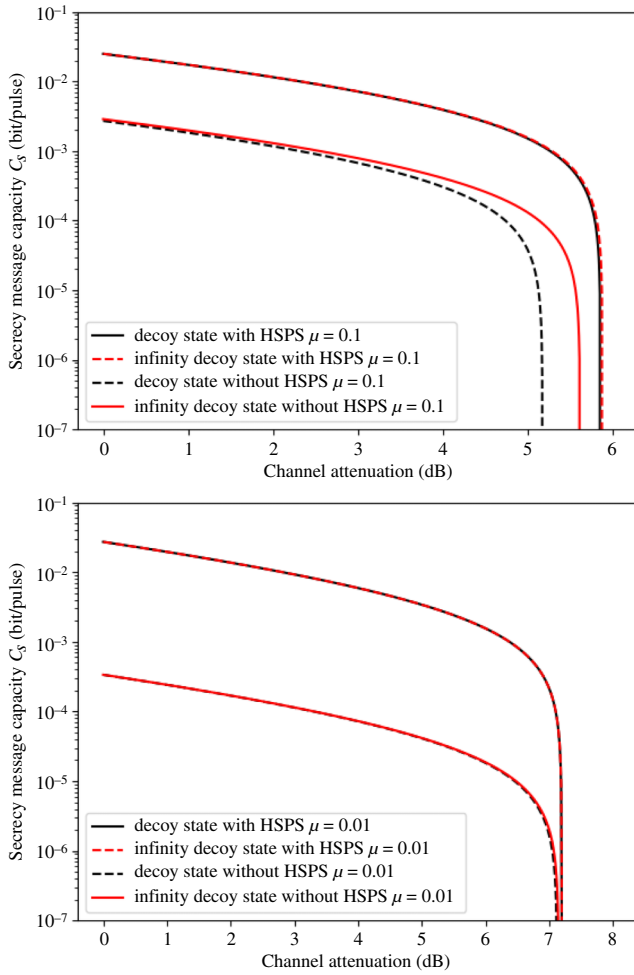 10⁻¹
10⁻²
10⁻³
10⁻⁴
10⁻⁵
10⁻⁶
10⁻⁷
Secrecy message capacity Cₛ (bit/pulse)
decoy state with HSPS μ = 0.1
infinity decoy state with HSPS μ = 0.1
decoy state without HSPS μ = 0.1
infinity decoy state without HSPS μ = 0.1
0 1 2 3 4 5 6
Channel attenuation (dB)
10⁻¹
10⁻²
10⁻³
10⁻⁴
10⁻⁵
10⁻⁶
10⁻⁷
Secrecy message capacity Cₛ (bit/pulse)
decoy state with HSPS μ = 0.01
infinity decoy state with HSPS μ = 0.01
decoy state without HSPS μ = 0.01
infinity decoy state without HSPS μ = 0.01
0 1 2 3 4 5 6 7 8
Channel attenuation (dB)